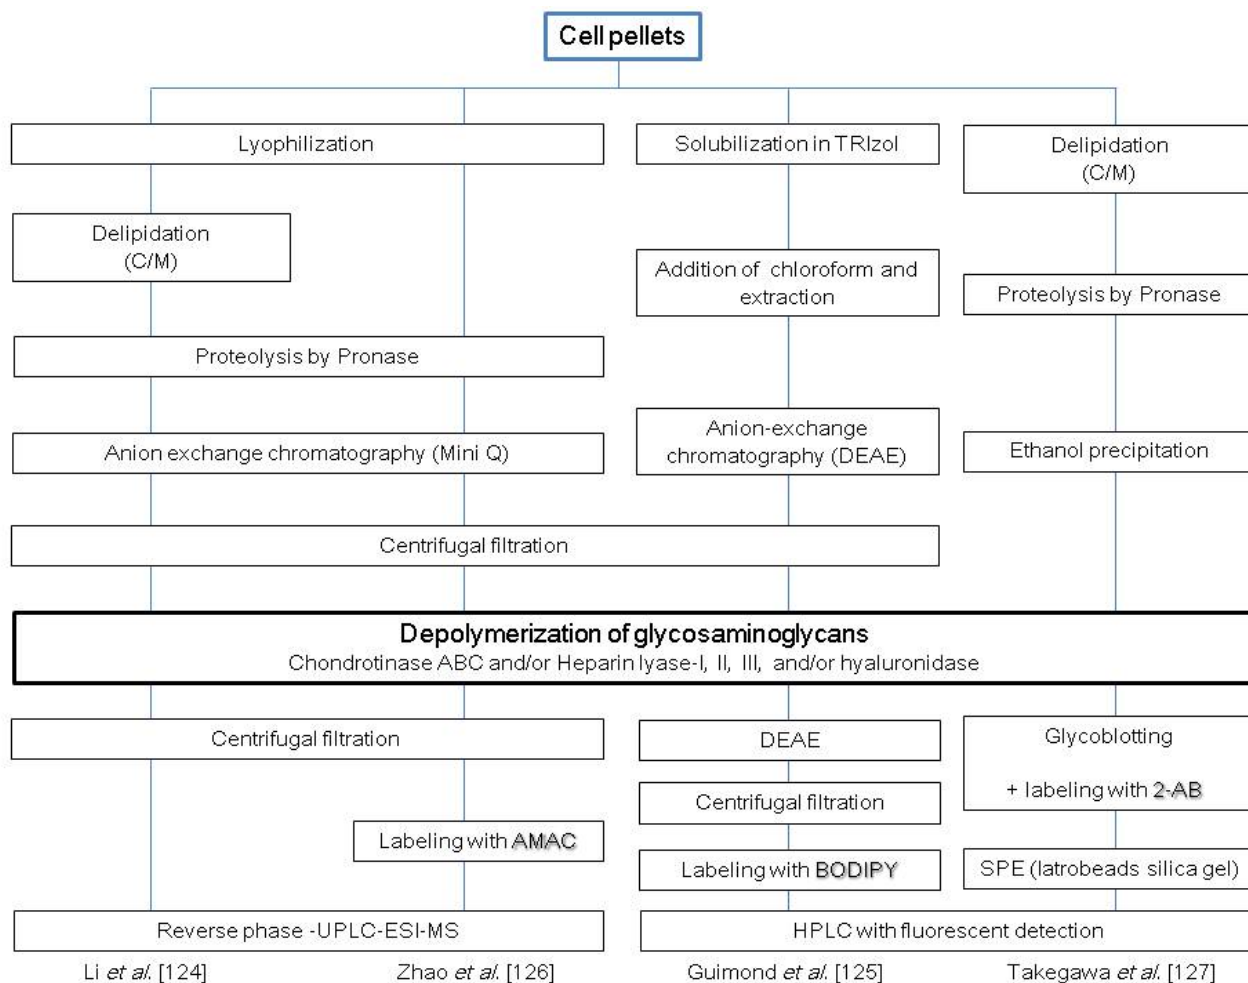 Cell pellets
Lyophilization
Solubilization in TRIzol
Delipidation
(C/M)
Delipidation
(C/M)
Addition of chloroform and
extraction
Proteolysis by Pronase
Proteolysis by Pronase
Anion exchange chromatography (Mini Q)
Anion-exchange
chromatography (DEAE)
Ethanol precipitation
Centrifugal filtration
Depolymerization of glycosaminoglycans
Chondrotinase ABC and/or Heparin lyase-I, II, III, and/or hyaluronidase
Centrifugal filtration
DEAE
Glycoblotting
+ labeling with 2-AB
Centrifugal filtration
Labeling with AMAC
Labeling with BODIPY
SPE (Iatrobeads silica gel)
Reverse phase -UPLC-ESI-MS
HPLC with fluorescent detection
Li et al. [124]
Zhao et al. [126]
Guimond et al. [125]
Takegawa et al. [127]